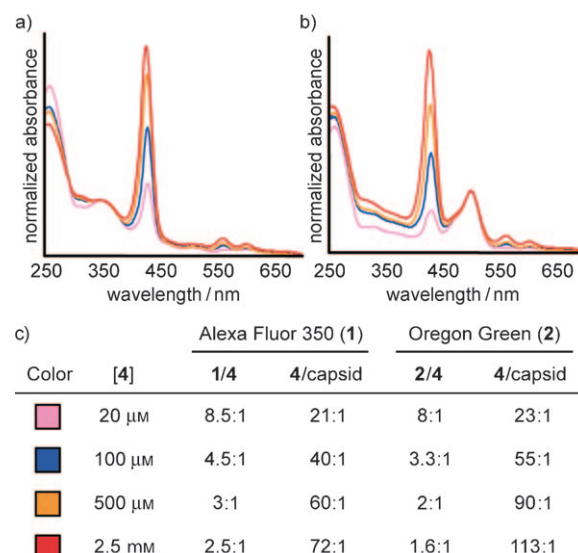 a)
b)
normalized absorbance
normalized absorbance
250 350 450 550 650
250 350 450 550 650
wavelength / nm
wavelength / nm
c)
Alexa Fluor 350 (1) Oregon Green (2)
Color [4] 1/4 4/capsid 2/4 4/capsid
20 μM 8.5:1 21:1 8:1 23:1
100 μM 4.5:1 40:1 3.3:1 55:1
500 μM 3:1 60:1 2:1 90:1
2.5 mM 2.5:1 72:1 1.6:1 113:1